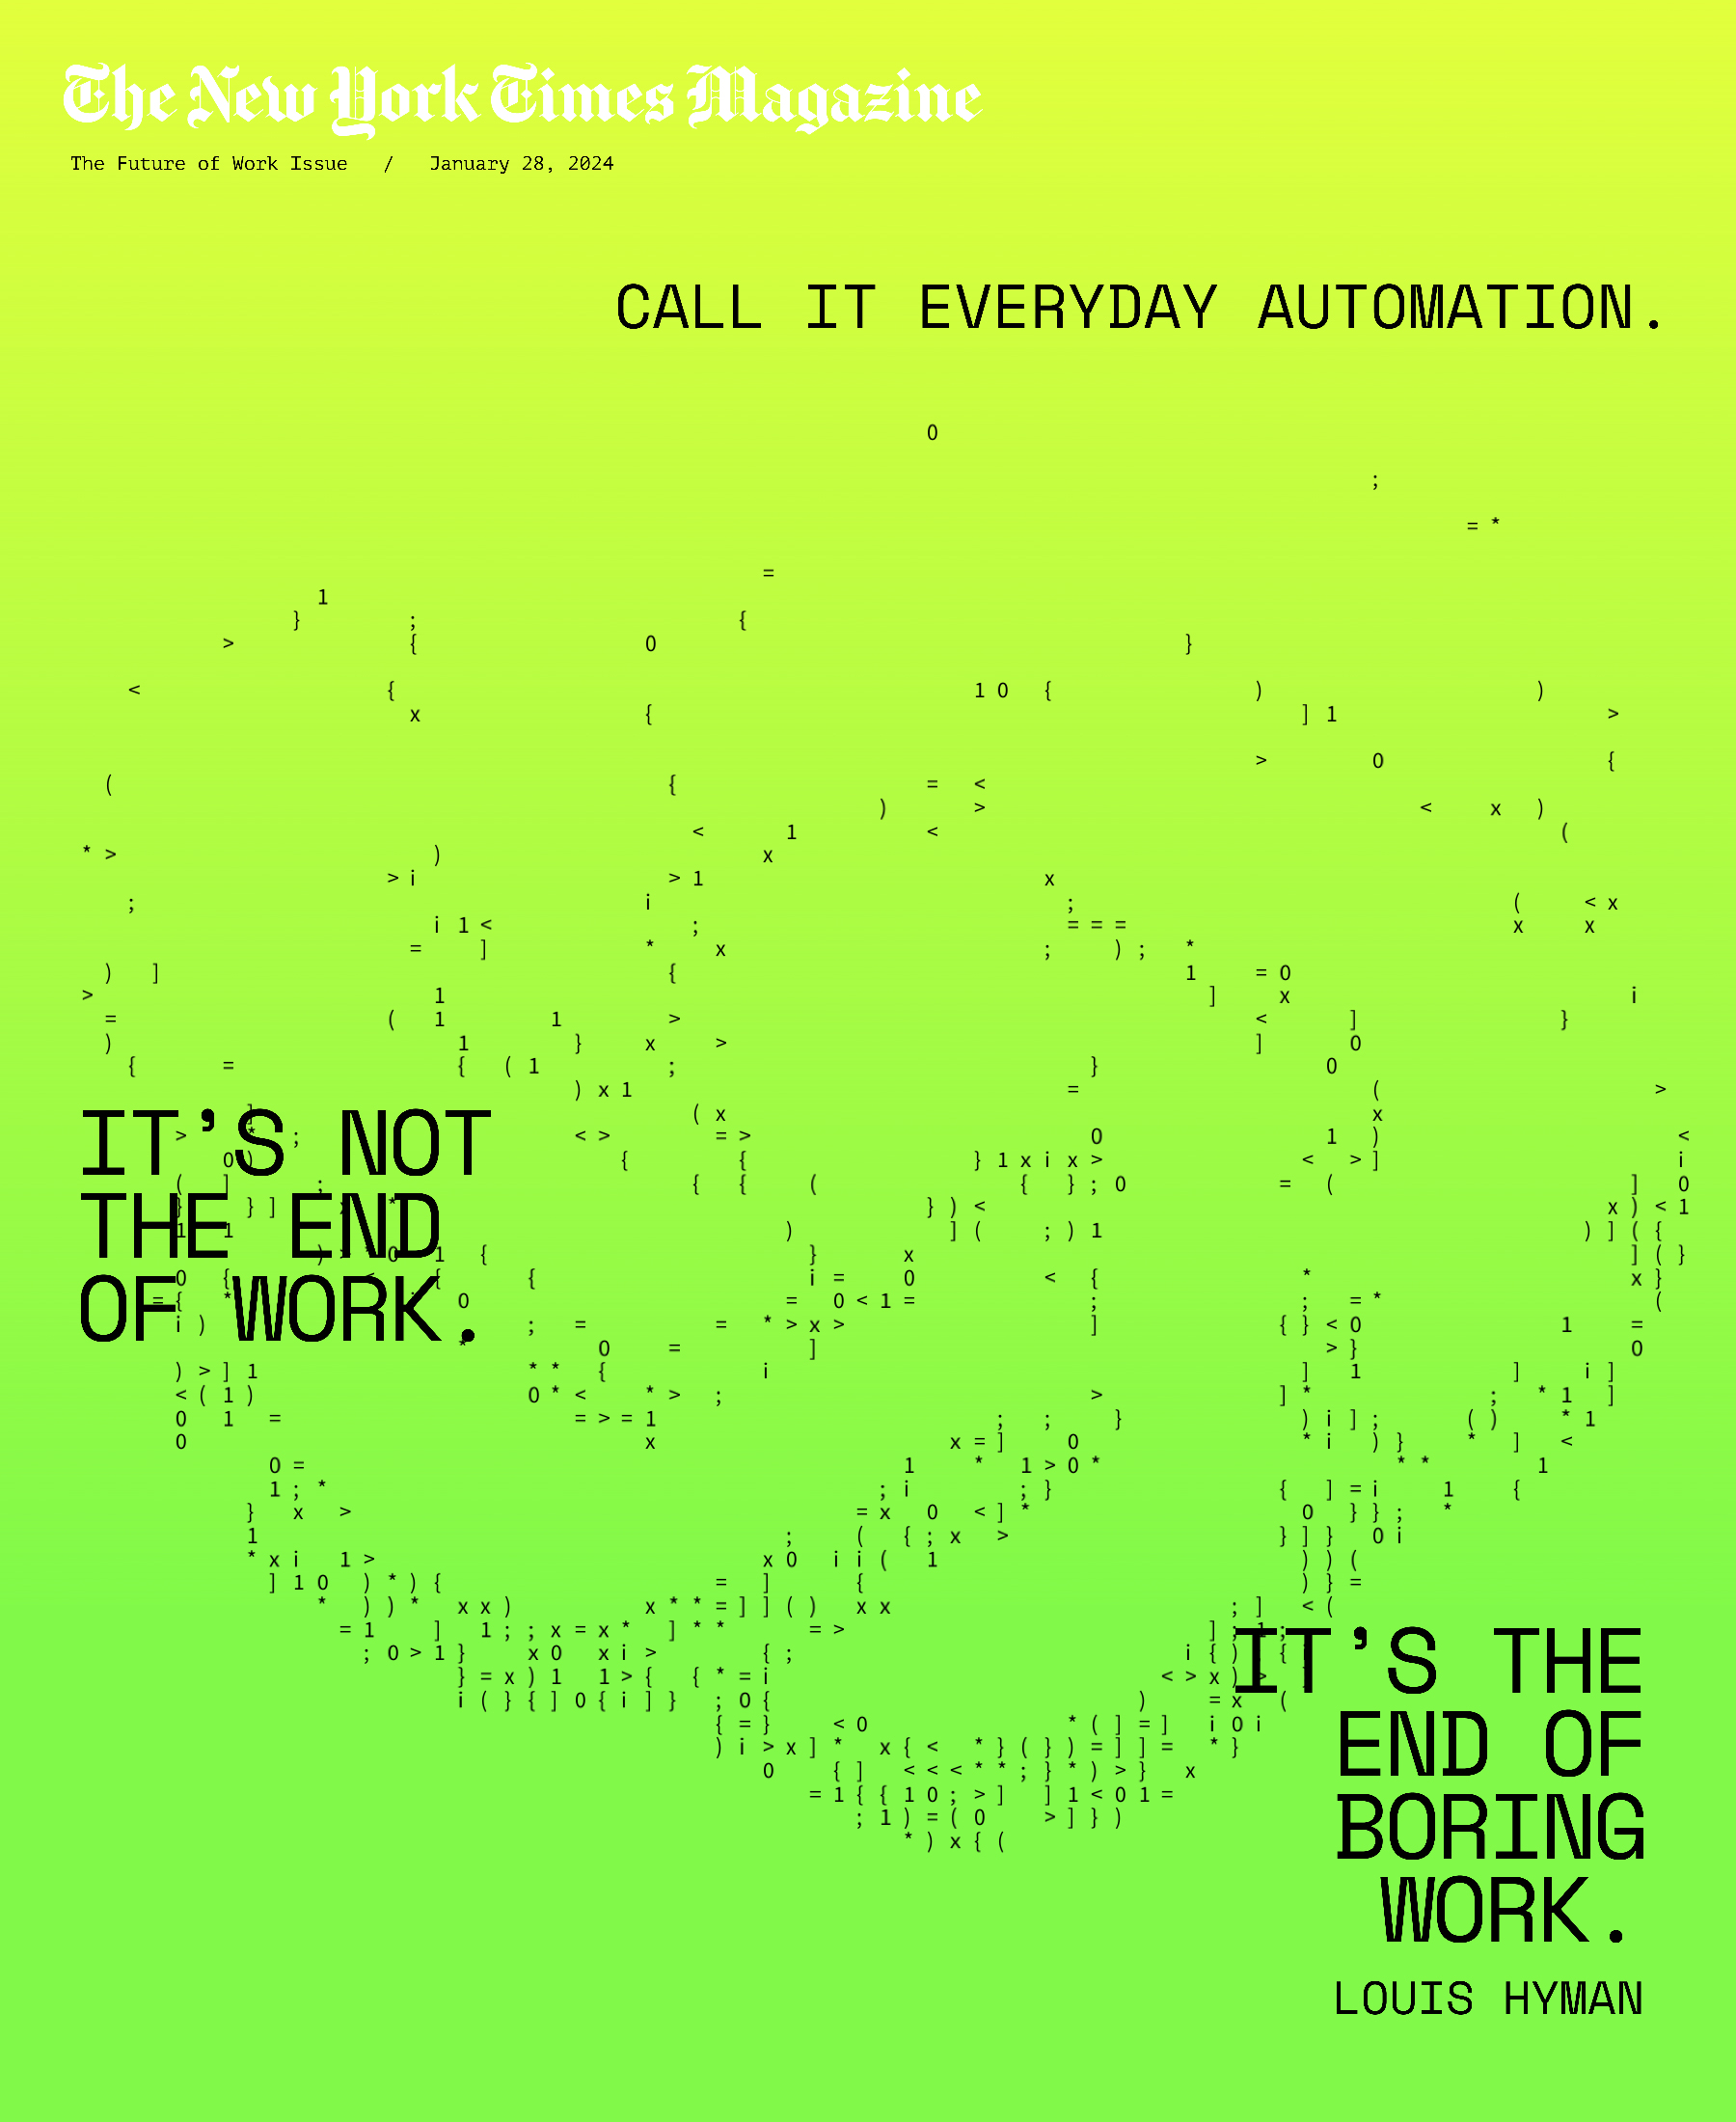 The New York Times Magazine
The Future of Work Issue / January 28, 2024
CALL IT EVERYDAY AUTOMATION.
IT’S NOT
THE END
OF WORK.
IT’S THE
END OF
BORING
WORK.
LOUIS HYMAN